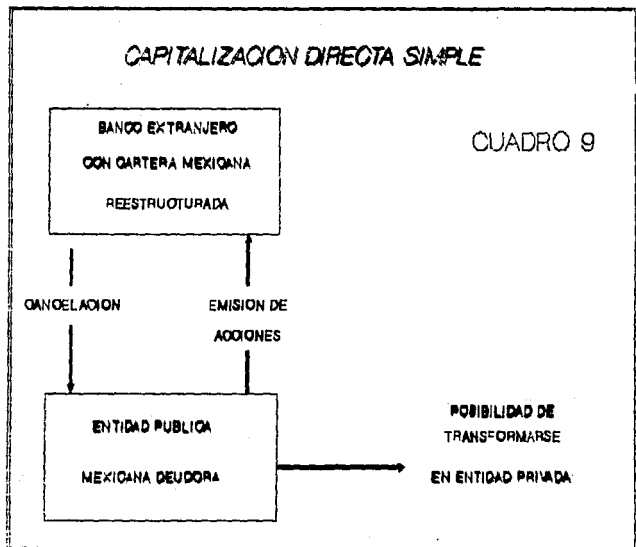 CAPITALIZACION DIRECTA SIMPLE
CUADRO 9
BANCO EXTRANJERO
CON CARTERA MEXICANA
REESTRUCTURADA
CANCELACION
EMISION DE
ACCIONES
ENTIDAD PUBLICA
MEXICANA DEUDORA
POSIBILIDAD DE
TRANSFORMARSE
EN ENTIDAD PRIVADA